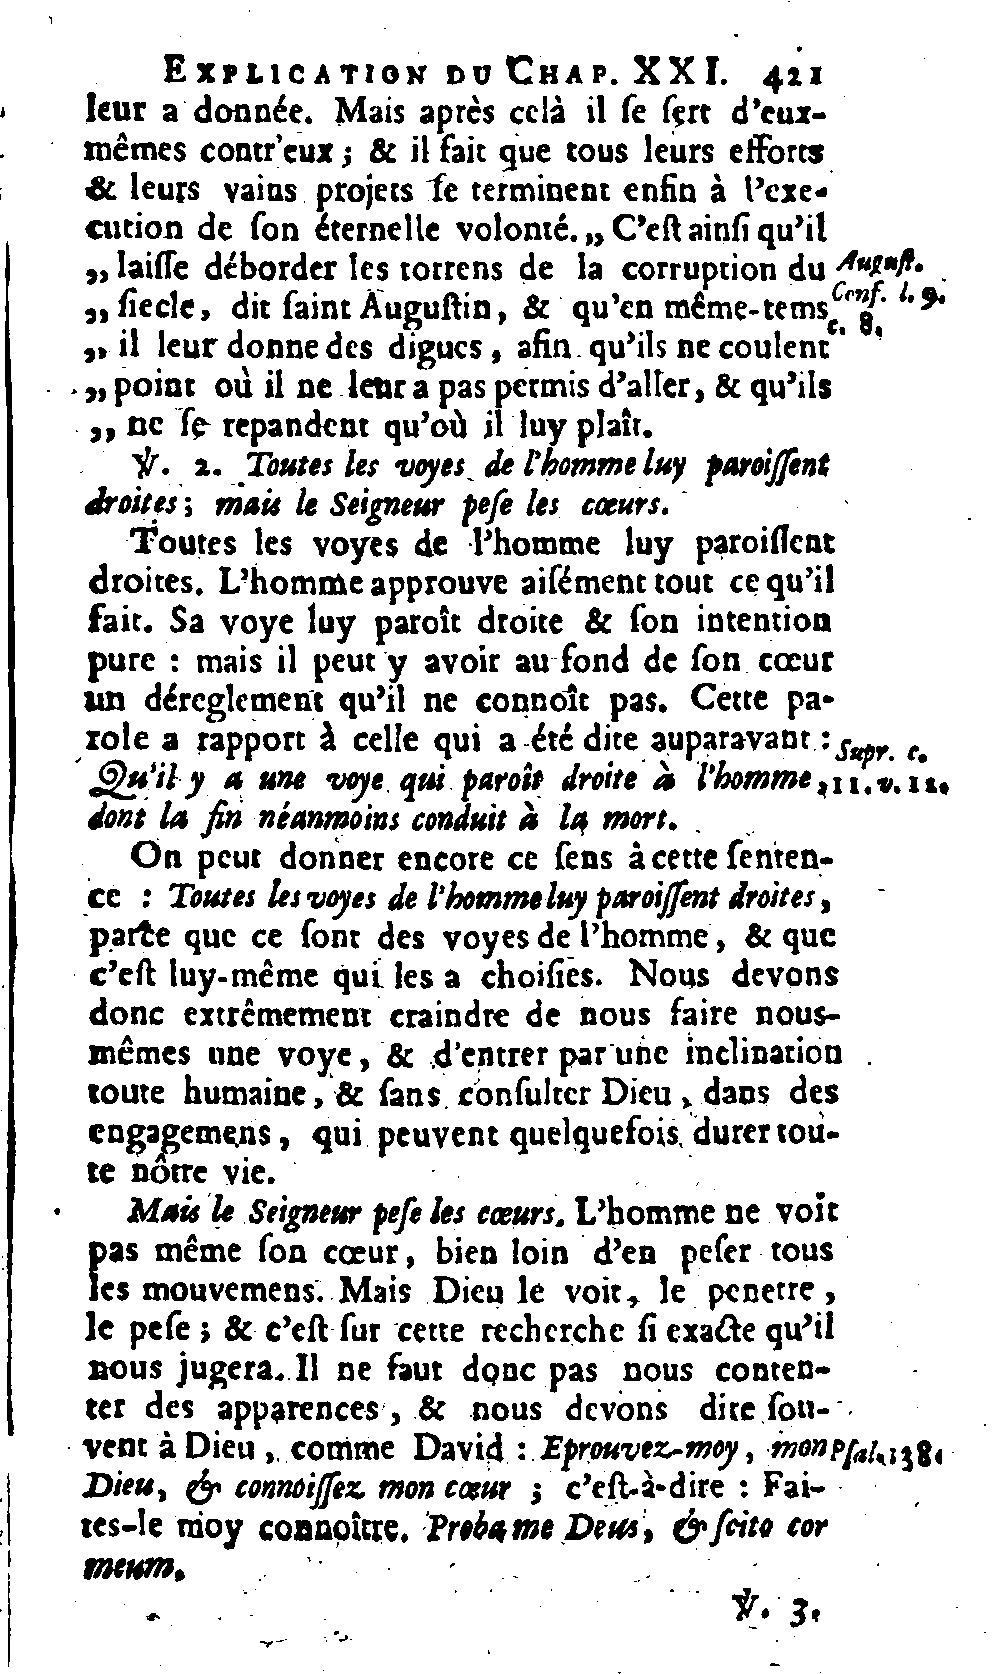 EXPLICATION DU CHAP. XXI. 421
leur a donnée. Mais après celà il ſe ſert d'eux-
mêmes contr'eux ; & il fait que tous leurs efforts
& leurs vains projets ſe terminent enfin à l'exe-
cution de ſon éternelle volonté. „ C'eſt ainſi qu'il
„ laiſſe déborder les torrens de la corruption du
„ ſiecle, dit ſaint Auguſtin, & qu'en même-tems
„ il leur donne des digues, afin qu'ils ne coulent
„ point où il ne leur a pas permis d'aller, & qu'ils
„ ne ſe repandent qu'où il luy plaît.
Auguſt.
Conf. l. 9.
c. 8.
℣. 2. Toutes les voyes de l'homme luy paroiſſent
droites ; mais le Seigneur peſe les cœurs.
Toutes les voyes de l'homme luy paroiſſent
droites. L'homme approuve aiſément tout ce qu'il
fait. Sa voye luy paroît droite & ſon intention
pure : mais il peut y avoir au fond de ſon cœur
un déreglement qu'il ne connoît pas. Cette pa-
role a rapport à celle qui a été dite auparavant :
Qu'il y a une voye qui paroît droite à l'homme,
dont la fin néanmoins conduit à la mort.
Supr. c.
11. v. 12.
On peut donner encore ce ſens à cette ſenten-
ce : Toutes les voyes de l'homme luy paroiſſent droites,
parce que ce ſont des voyes de l'homme, & que
c'eſt luy-même qui les a choiſies. Nous devons
donc extrêmement craindre de nous faire nous-
mêmes une voye, & d'entrer par une inclination
toute humaine, & ſans conſulter Dieu, dans des
engagemens, qui peuvent quelquefois durer tou-
te nôtre vie.
Mais le Seigneur peſe les cœurs. L'homme ne voit
pas même ſon cœur, bien loin d'en peſer tous
les mouvemens. Mais Dieu le voit, le penetre,
le peſe ; & c'eſt ſur cette recherche ſi exacte qu'il
nous jugera. Il ne faut donc pas nous conten-
ter des apparences, & nous devons dire ſou-
vent à Dieu, comme David : Eprouvez-moy, mon
Dieu, & connoiſſez mon cœur ; c'eſt-à-dire : Fai-
tes-le moy connoître. Proba me Deus, & ſcito cor
meum.
Pſal. 138.
℣. 3.